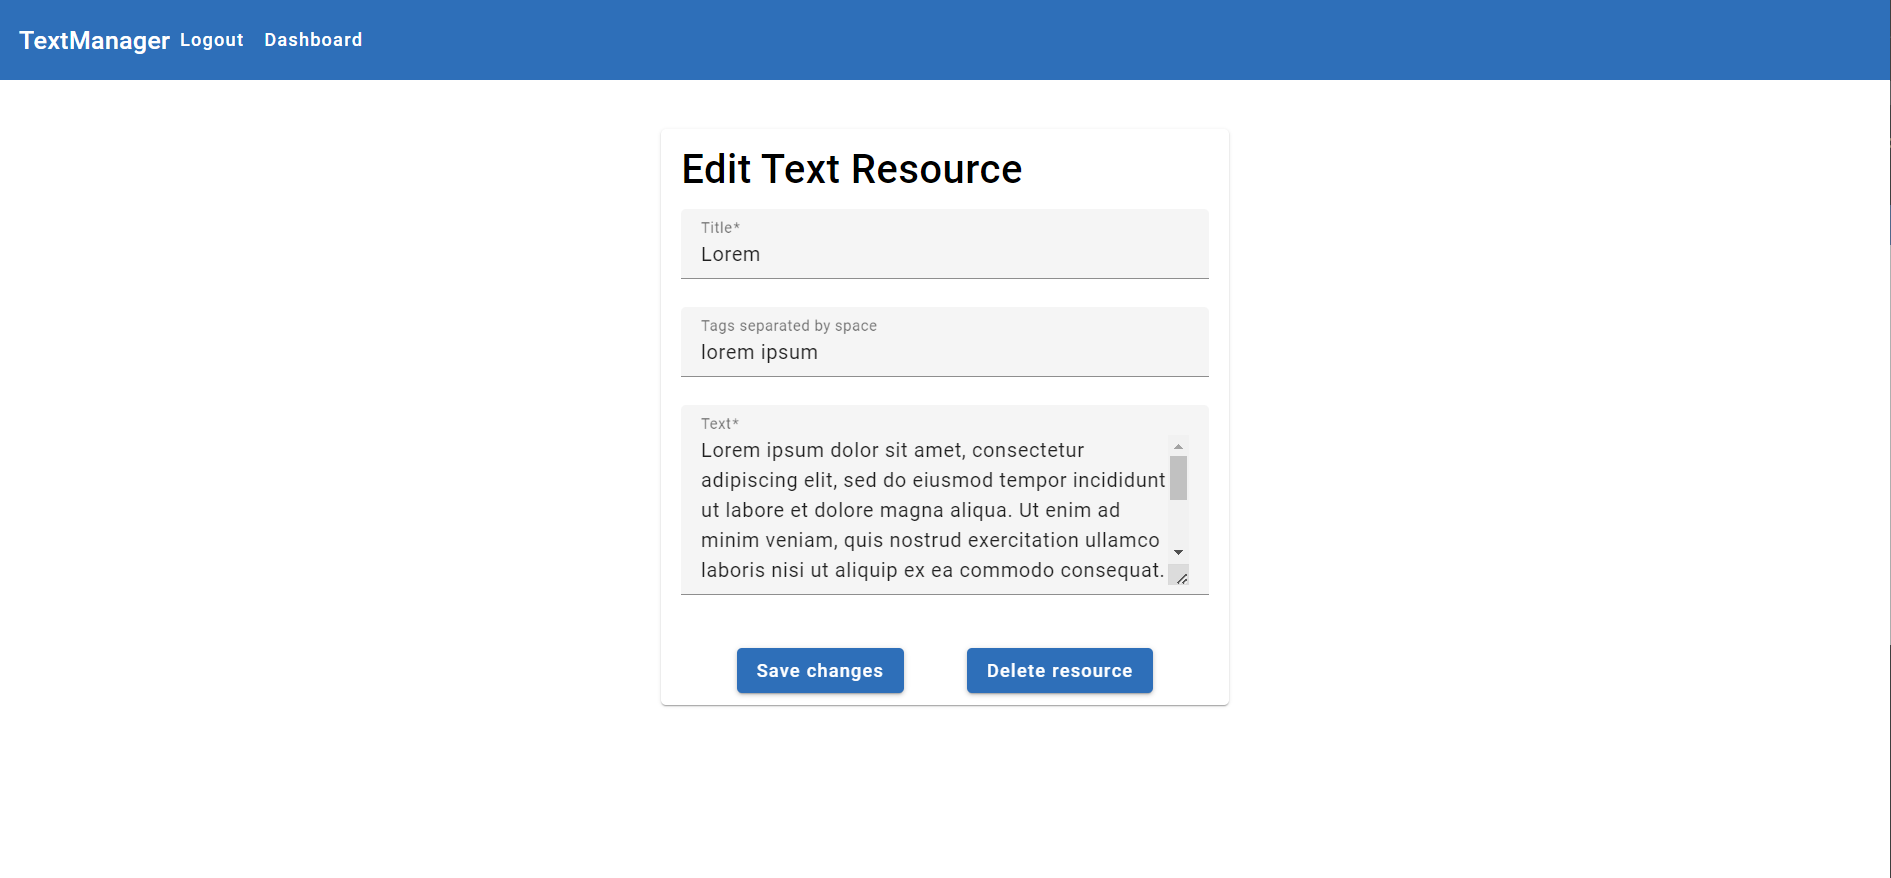 TextManager Logout Dashboard
Edit Text Resource
Title*
Lorem
Tags separated by space
lorem ipsum
Text*
Lorem ipsum dolor sit amet, consectetur
adipiscing elit, sed do eiusmod tempor incididunt
ut labore et dolore magna aliqua. Ut enim ad
minim veniam, quis nostrud exercitation ullamco
laboris nisi ut aliquip ex ea commodo consequat.
Save changes Delete resource